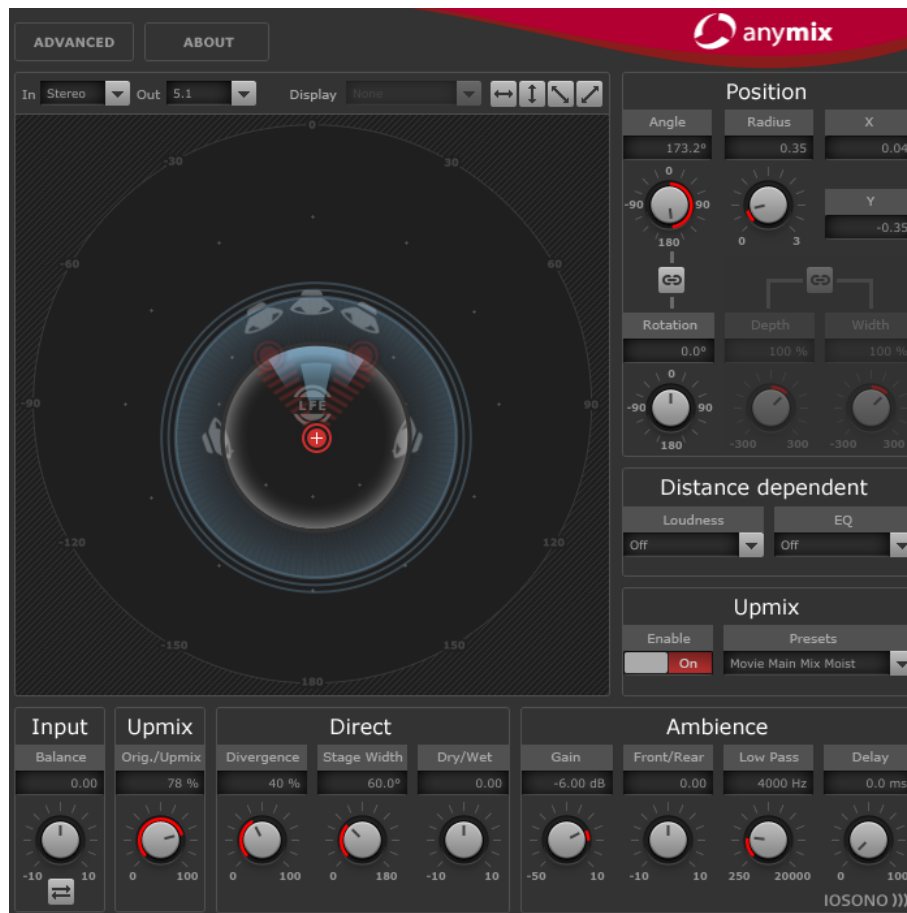 ADVANCED ABOUT anymix
In Stereo Out 5.1 Display None
0
-30 30
-60 60
-90 90
LFE
-120 120
-150 150
180
Position
Angle Radius X
173.2° 0.35 0.04
0
-90 90
180
0 3
Y
-0.35
Rotation Depth Width
0.0° 100 % 100 %
0
-90 90
180
-300 300 -300 300
Distance dependent
Loudness EQ
Off Off
Upmix
Enable Presets
On Movie Main Mix Moist
Input Upmix Direct Ambience
Balance Orig./Upmix Divergence Stage Width Dry/Wet Gain Front/Rear Low Pass Delay
0.00 78 % 40 % 60.0° 0.00 -6.00 dB 0.00 4000 Hz 0.0 ms
-10 10 0 100 0 100 0 180 -10 10 -50 10 -10 10 250 20000 0 100
IOSONO )))